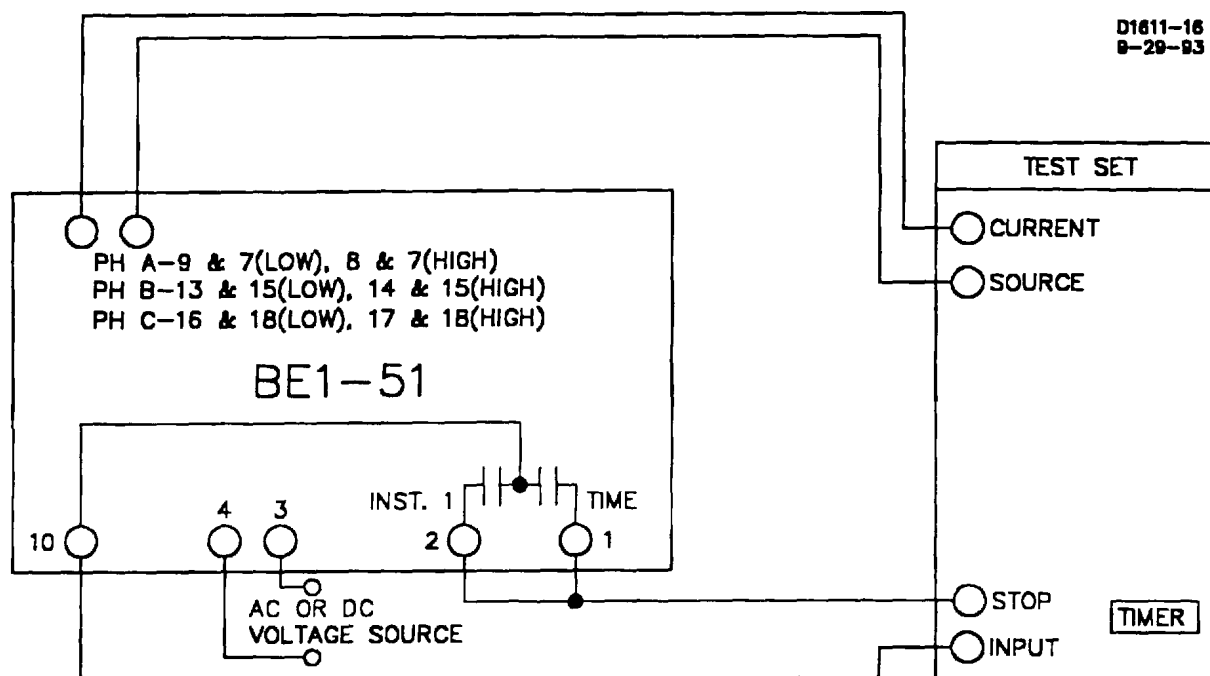 D1611-16
9-29-93
TEST SET
CURRENT
SOURCE
PH A-9 & 7(LOW), 8 & 7(HIGH)
PH B-13 & 15(LOW), 14 & 15(HIGH)
PH C-16 & 18(LOW), 17 & 18(HIGH)
BE1-51
INST. 1
TIME
10
4
3
2
1
AC OR DC
VOLTAGE SOURCE
STOP
TIMER
INPUT